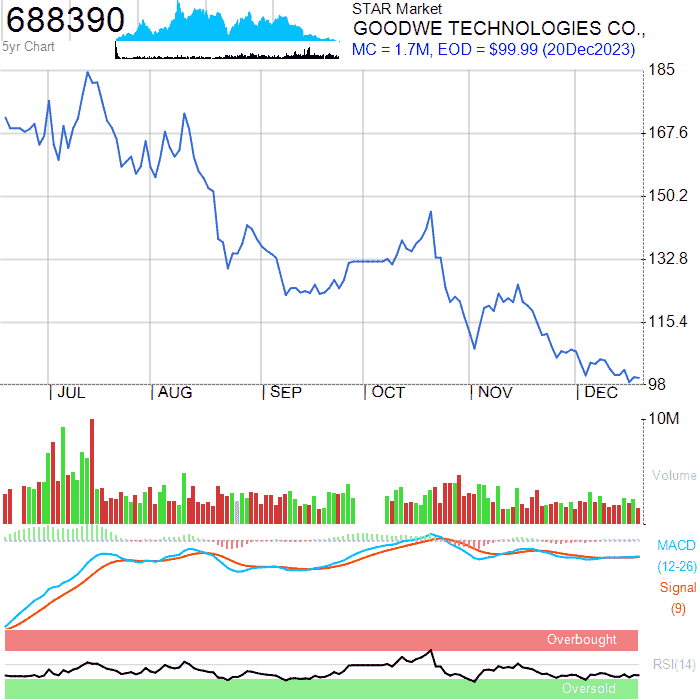 688390
5yr Chart
STAR Market
GOODWE TECHNOLOGIES CO.,
MC = 1.7M, EOD = $99.99 (20Dec2023)
185
167.6
150.2
132.8
115.4
98
JUL AUG SEP OCT NOV DEC
10M
Volume
MACD
(12-26)
Signal
(9)
Overbought
RSI(14)
Oversold